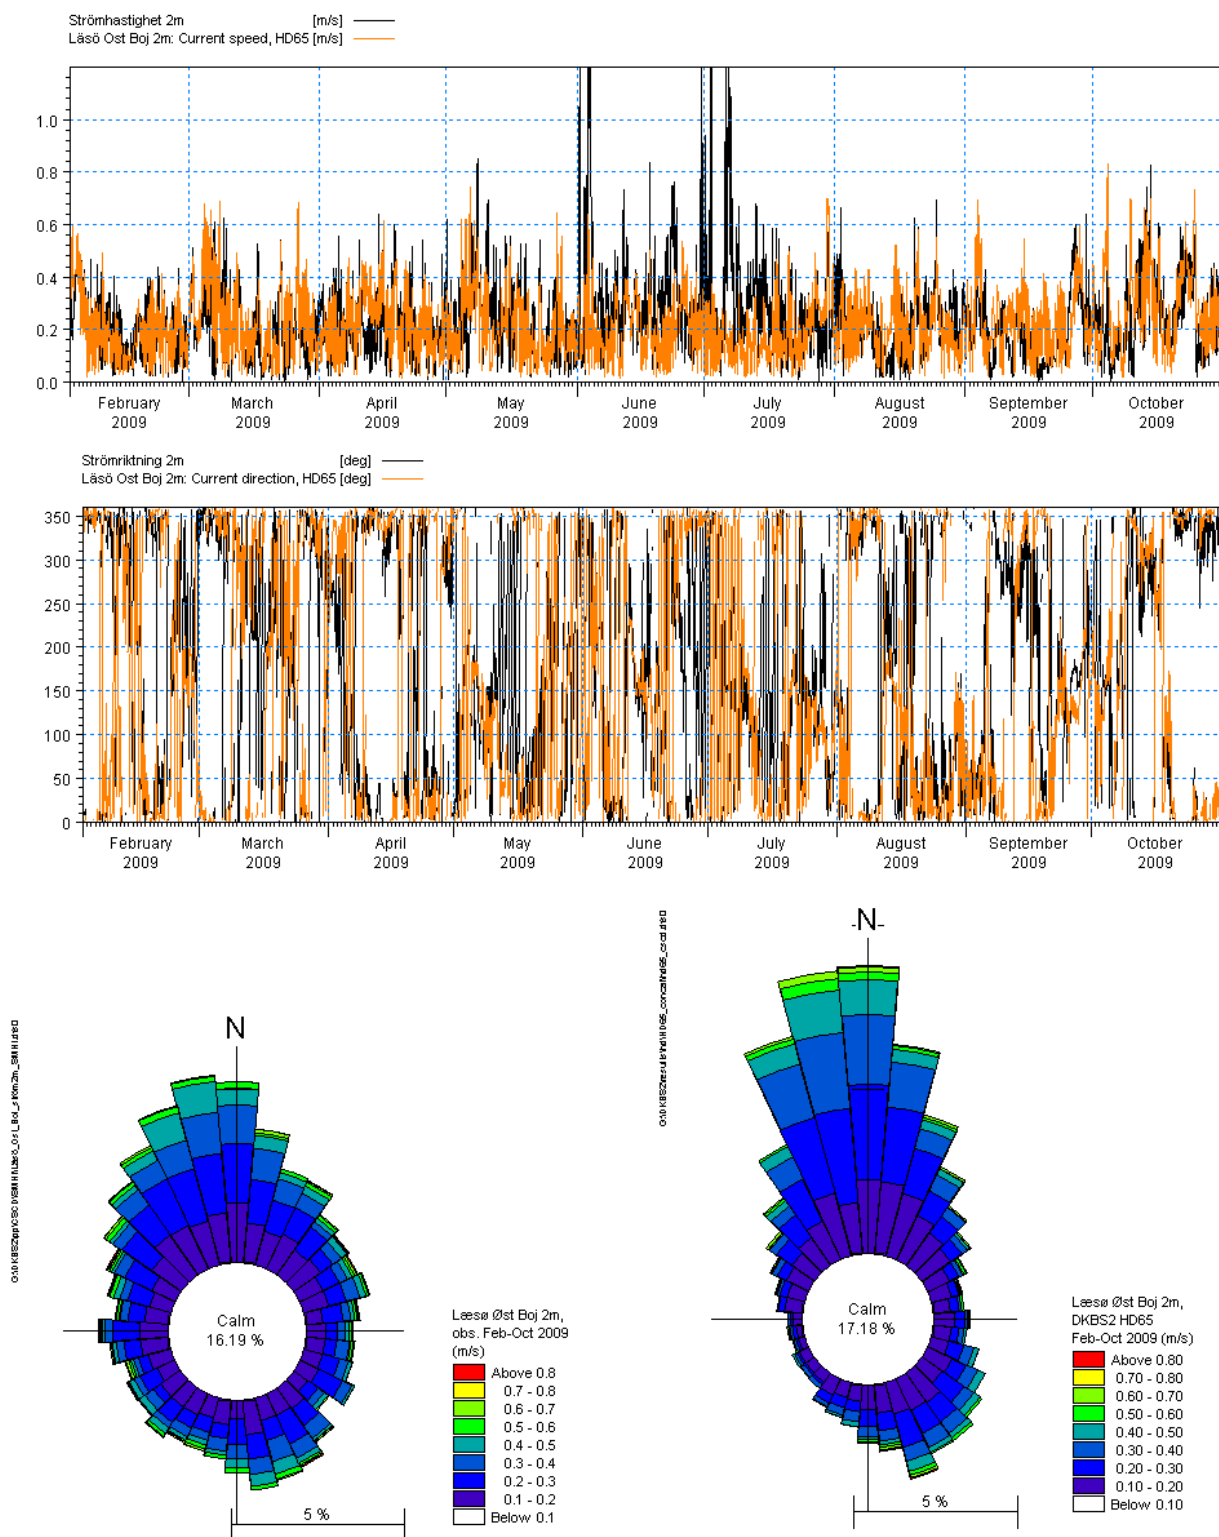 Strömhastighet 2m [m/s]
Läsö Ost Boj 2m: Current speed, HD65 [m/s]
1.0
0.8
0.6
0.4
0.2
0.0
February March April May June July August September October
2009 2009 2009 2009 2009 2009 2009 2009 2009
Strömriktning 2m [deg]
Läsö Ost Boj 2m: Current direction, HD65 [deg]
350
300
250
200
150
100
50
0
February March April May June July August September October
2009 2009 2009 2009 2009 2009 2009 2009 2009
N
Calm
16.19 %
5 %
Læsø Øst Boj 2m,
obs. Feb-Oct 2009
(m/s)
Above 0.8
0.7 - 0.8
0.6 - 0.7
0.5 - 0.6
0.4 - 0.5
0.3 - 0.4
0.2 - 0.3
0.1 - 0.2
Below 0.1
-N-
Calm
17.18 %
5 %
Læsø Øst Boj 2m,
DKBS2 HD65
Feb-Oct 2009 (m/s)
Above 0.80
0.70 - 0.80
0.60 - 0.70
0.50 - 0.60
0.40 - 0.50
0.30 - 0.40
0.20 - 0.30
0.10 - 0.20
Below 0.10